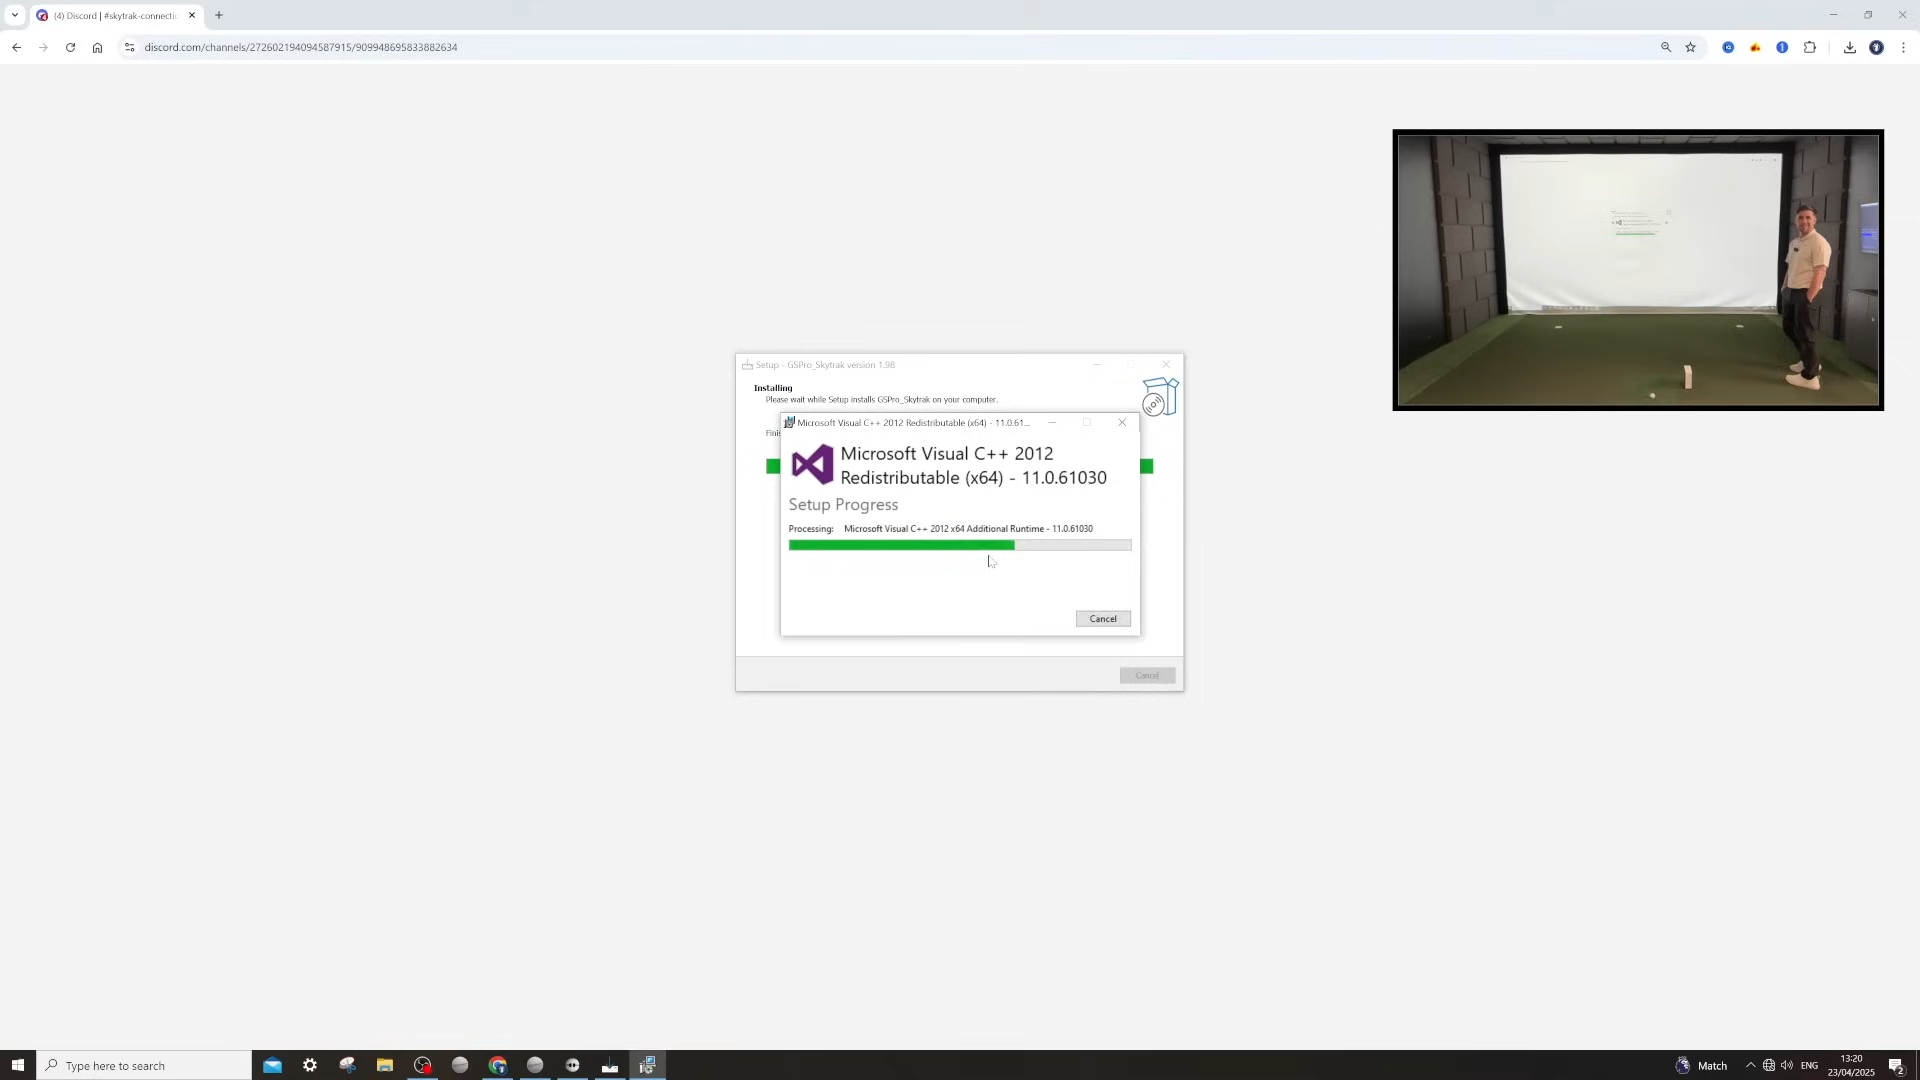 (4) Discord | #skytrak-connecti
discord.com/channels/272602194094587915/909948695833882634
Setup - GSPro_Skytrak version 1.98
Installing
Please wait while Setup installs GSPro_Skytrak on your computer.
Finis
Microsoft Visual C++ 2012 Redistributable (x64) - 11.0.61...
Microsoft Visual C++ 2012
Redistributable (x64) - 11.0.61030
Setup Progress
Processing: Microsoft Visual C++ 2012 x64 Additional Runtime - 11.0.61030
Cancel
Cancel
Type here to search
Match
ENG
13:20
23/04/2025
2